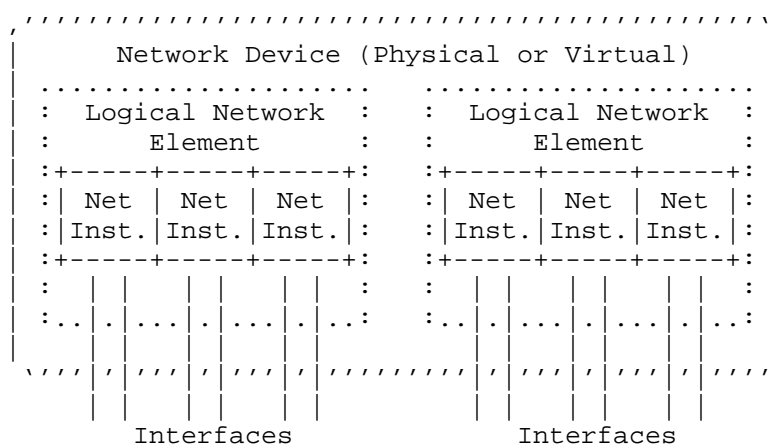 Network Device (Physical or Virtual)
Logical Network Logical Network
Element Element
Net Net Net Net Net Net
Inst. Inst. Inst. Inst. Inst. Inst.
Interfaces Interfaces